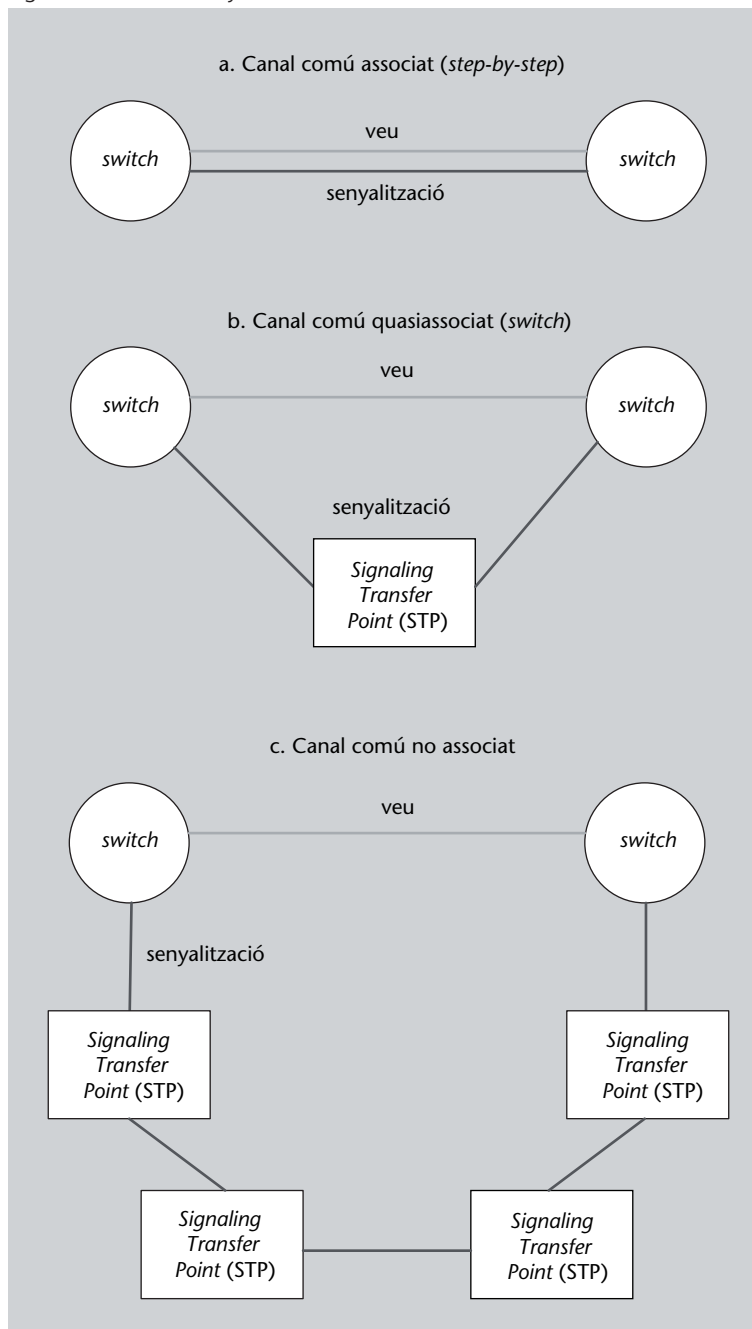 a. Canal comú associat (step-by-step)
veu
switch
switch
senyalització
b. Canal comú quasiassociat (switch)
veu
switch
switch
senyalització
Signaling
Transfer
Point (STP)
c. Canal comú no associat
veu
switch
switch
senyalització
Signaling
Transfer
Point (STP)
Signaling
Transfer
Point (STP)
Signaling
Transfer
Point (STP)
Signaling
Transfer
Point (STP)